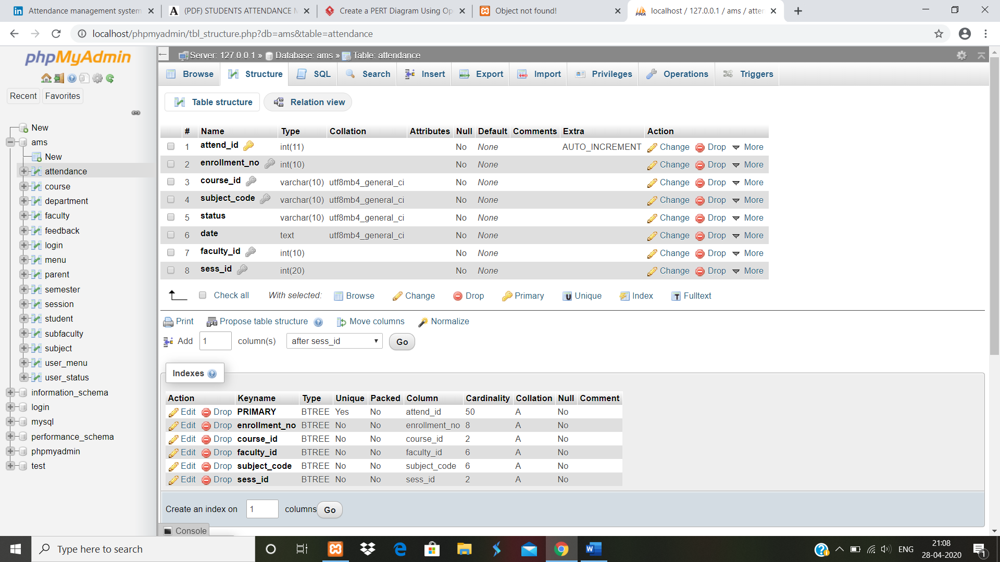 Attendance management system
(PDF) STUDENTS ATTENDANCE M
Create a PERT Diagram Using Op
Object not found!
localhost / 127.0.0.1 / ams / atter
localhost/phpmyadmin/tbl_structure.php?db=ams&table=attendance
phpMyAdmin
Recent Favorites
New
ams
New
attendance
course
department
faculty
feedback
login
menu
parent
semester
session
student
subfaculty
subject
user_menu
user_status
information_schema
login
mysql
performance_schema
phpmyadmin
test
Server: 127.0.0.1 » Database: ams » Table: attendance
Browse Structure SQL Search Insert Export Import Privileges Operations Triggers
Table structure Relation view
# Name Type Collation Attributes Null Default Comments Extra Action
1 attend_id int(11) No None AUTO_INCREMENT Change Drop More
2 enrollment_no int(10) No None Change Drop More
3 course_id varchar(10) utf8mb4_general_ci No None Change Drop More
4 subject_code varchar(10) utf8mb4_general_ci No None Change Drop More
5 status varchar(10) utf8mb4_general_ci No None Change Drop More
6 date text utf8mb4_general_ci No None Change Drop More
7 faculty_id int(10) No None Change Drop More
8 sess_id int(20) No None Change Drop More
Check all With selected: Browse Change Drop Primary Unique Index Fulltext
Print Propose table structure Move columns Normalize
Add 1 column(s) after sess_id Go
Indexes
Action Keyname Type Unique Packed Column Cardinality Collation Null Comment
Edit Drop PRIMARY BTREE Yes No attend_id 50 A No
Edit Drop enrollment_no BTREE No No enrollment_no 8 A No
Edit Drop course_id BTREE No No course_id 2 A No
Edit Drop faculty_id BTREE No No faculty_id 6 A No
Edit Drop subject_code BTREE No No subject_code 6 A No
Edit Drop sess_id BTREE No No sess_id 2 A No
Create an index on 1 columns Go
Console
Type here to search
ENG
21:08
28-04-2020
1